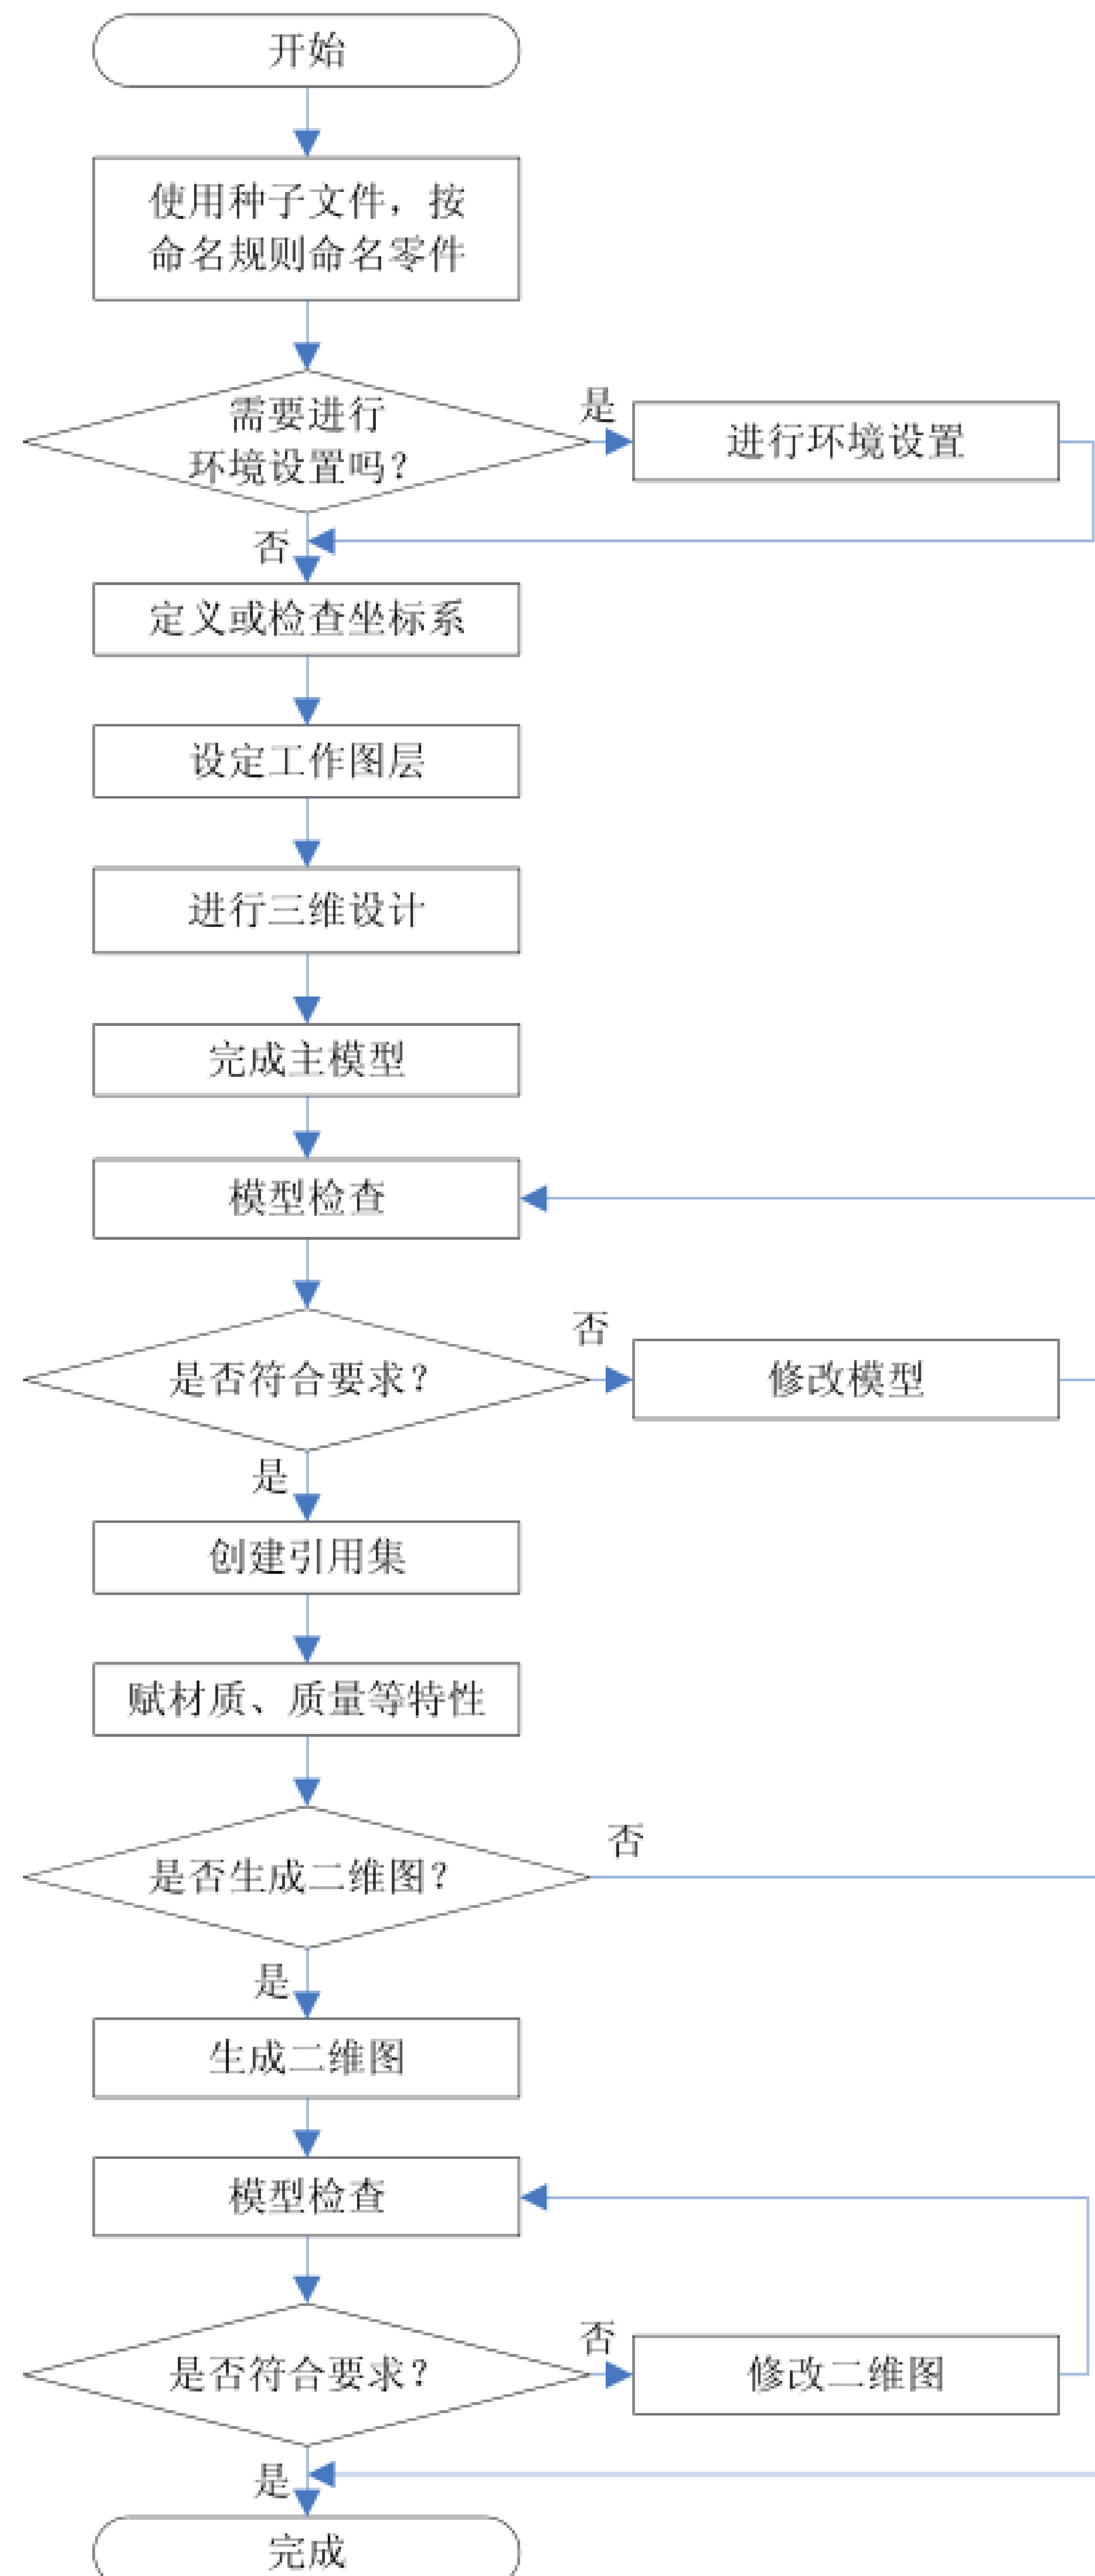 开始
使用种子文件，按
命名规则命名零件
需要进行
环境设置吗？
是
进行环境设置
否
定义或检查坐标系
设定工作图层
进行三维设计
完成主模型
模型检查
是否符合要求？
否
修改模型
是
创建引用集
赋材质、质量等特性
是否生成二维图？
否
是
生成二维图
模型检查
是否符合要求？
否
修改二维图
是
完成